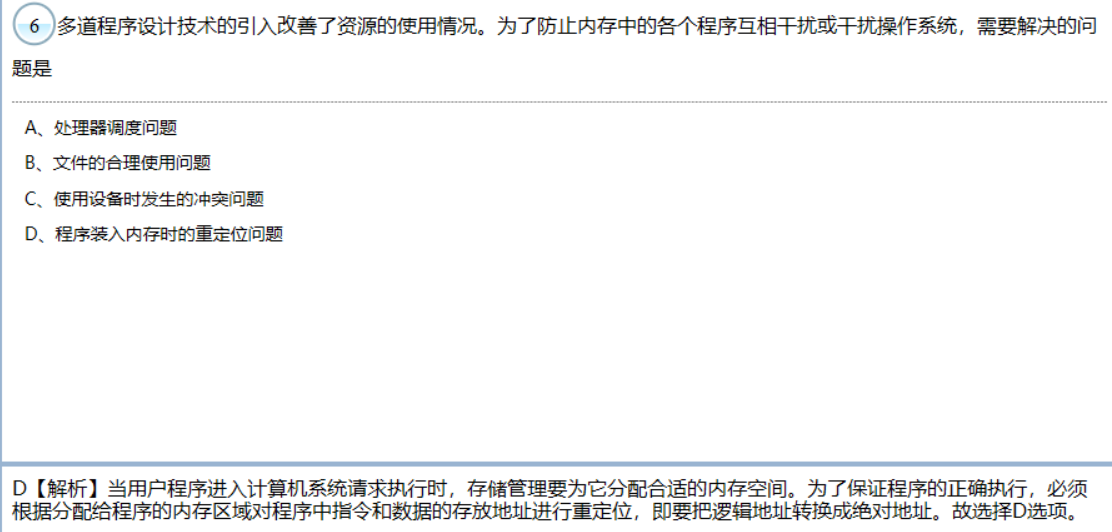 6 多道程序设计技术的引入改善了资源的使用情况。为了防止内存中的各个程序互相干扰或干扰操作系统，需要解决的问
题是
A、处理器调度问题
B、文件的合理使用问题
C、使用设备时发生的冲突问题
D、程序装入内存时的重定位问题
D【解析】当用户程序进入计算机系统请求执行时，存储管理要为它分配合适的内存空间。为了保证程序的正确执行，必须
根据分配给程序的内存区域对程序中指令和数据的存放地址进行重定位，即要把逻辑地址转换成绝对地址。故选择D选项。